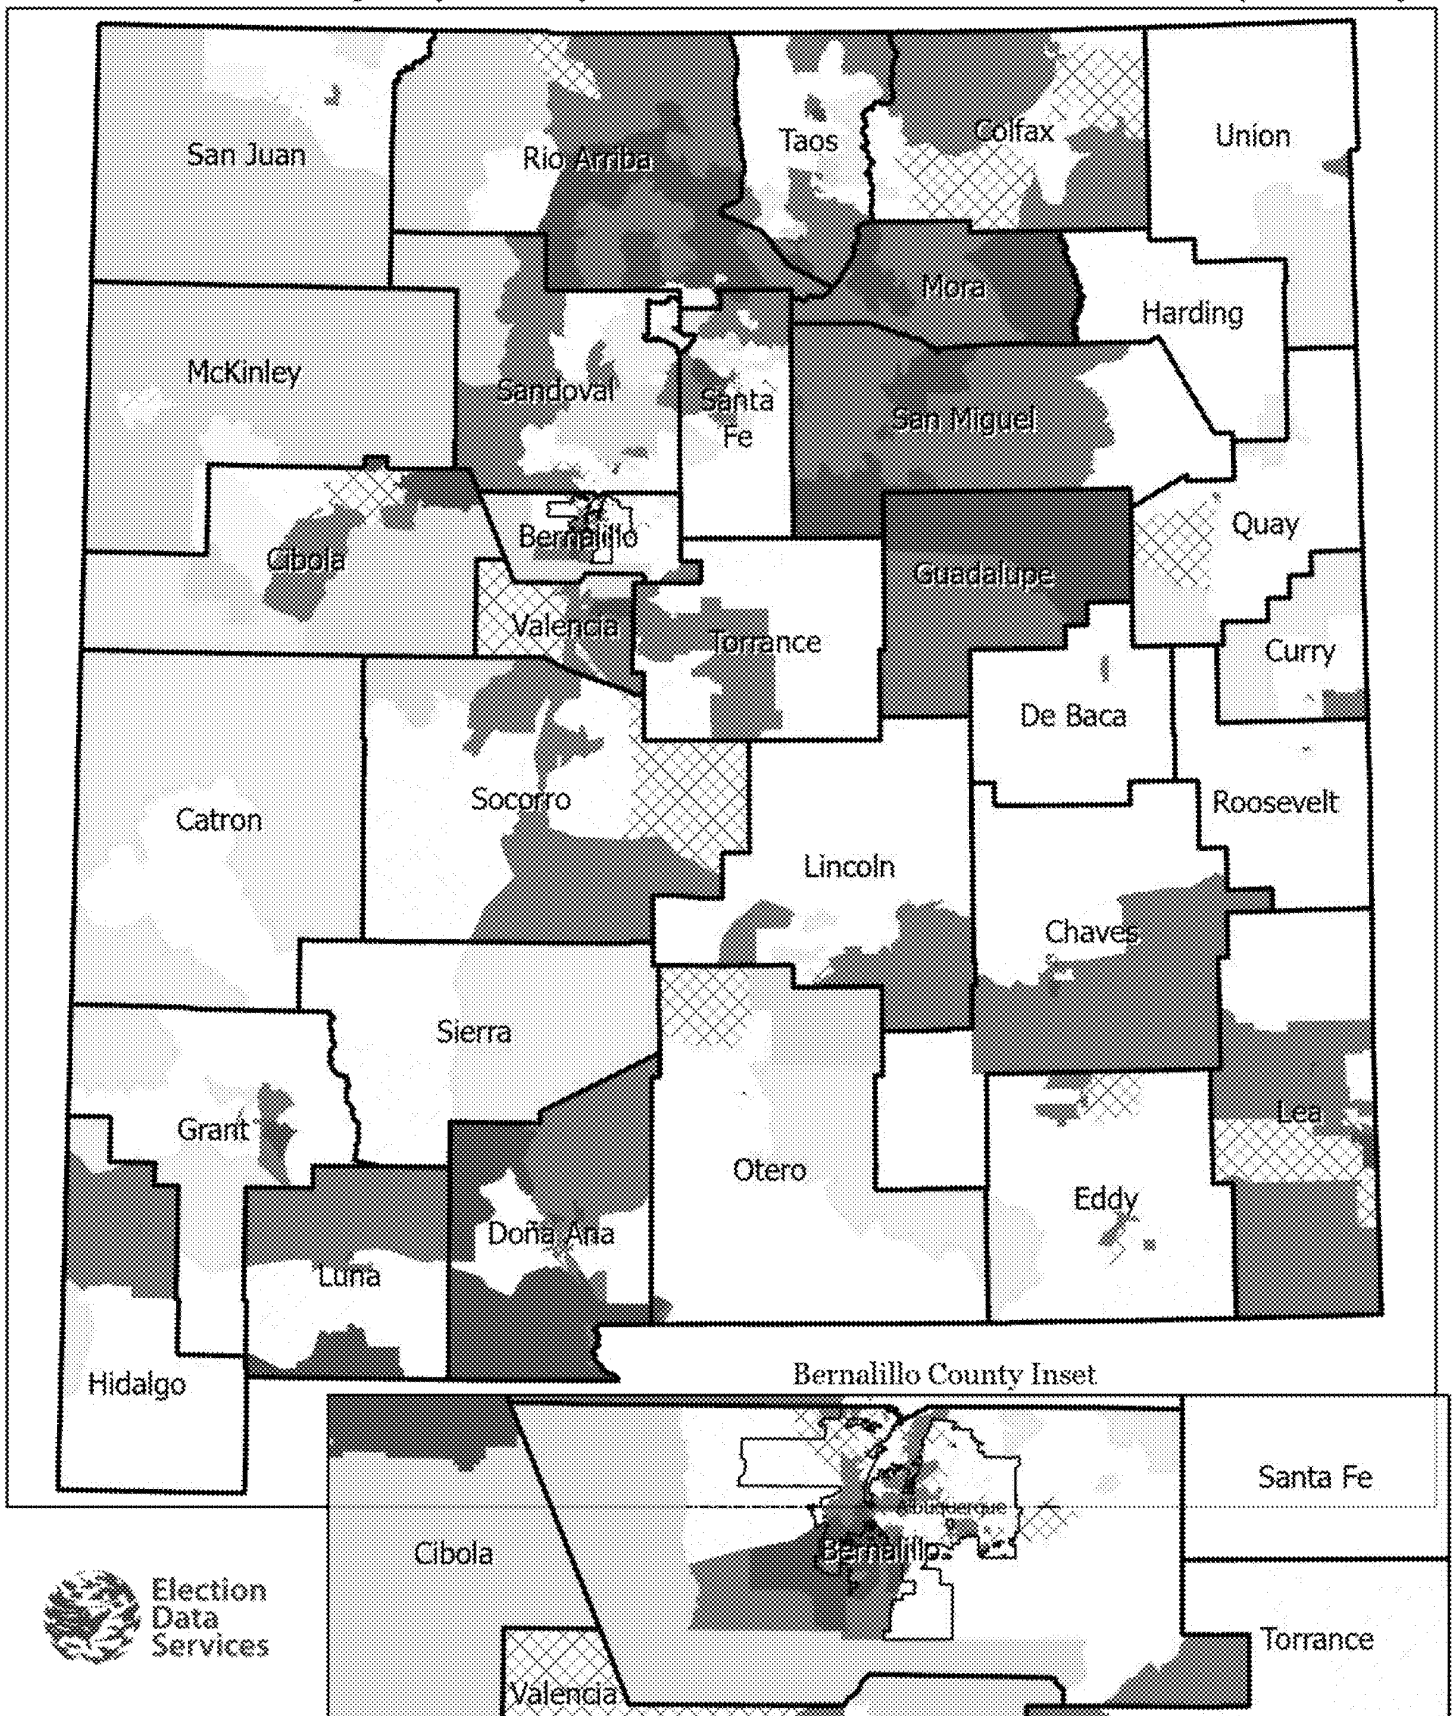 San Juan
Rio Arriba
Taos
Colfax
Union
Mora
Harding
McKinley
Sandoval
Santa
Fe
San Miguel
Quay
Bernalillo
Cibola
Guadalupe
Valencia
Torrance
Curry
De Baca
Catron
Socorro
Roosevelt
Lincoln
Chaves
Sierra
Grant
Lea
Otero
Eddy
Doña Ana
Luna
Hidalgo
Bernalillo County Inset
Santa Fe
Albuquerque
Bernalillo
Cibola
Election
Data
Services
Torrance
Valencia